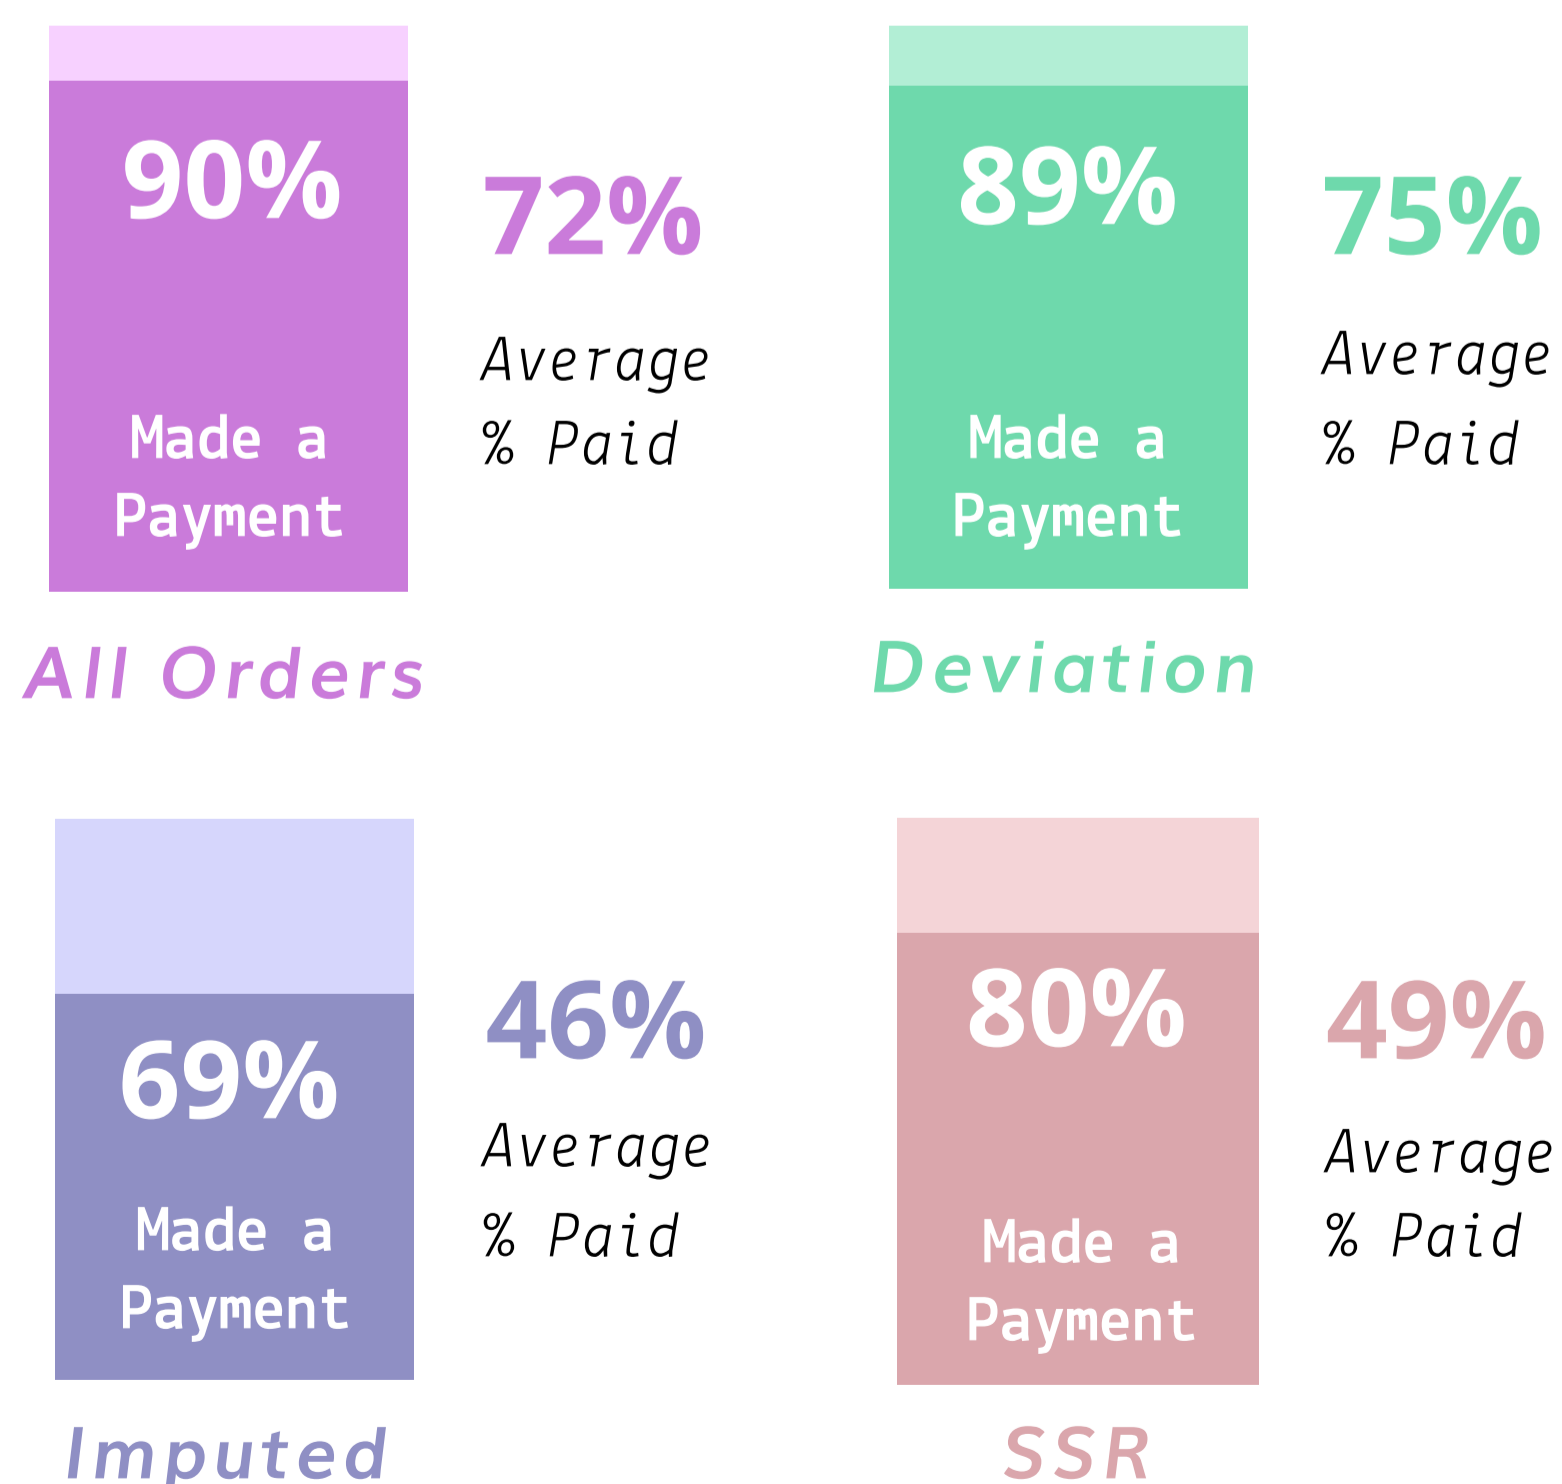 90%
72%
Average
% Paid
Made a
Payment
All Orders
89%
75%
Average
% Paid
Made a
Payment
Deviation
69%
46%
Average
% Paid
Made a
Payment
Imputed
80%
49%
Average
% Paid
Made a
Payment
SSR